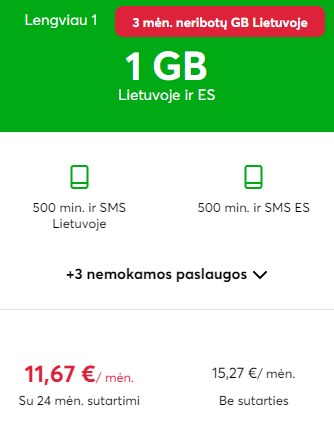 Lengviau 1
3 mėn. neribotų GB Lietuvoje
1 GB
Lietuvoje ir ES
500 min. ir SMS
Lietuvoje
500 min. ir SMS ES
+3 nemokamos paslaugos
11,67 €/ mėn.
Su 24 mėn. sutartimi
15,27 €/ mėn.
Be sutarties